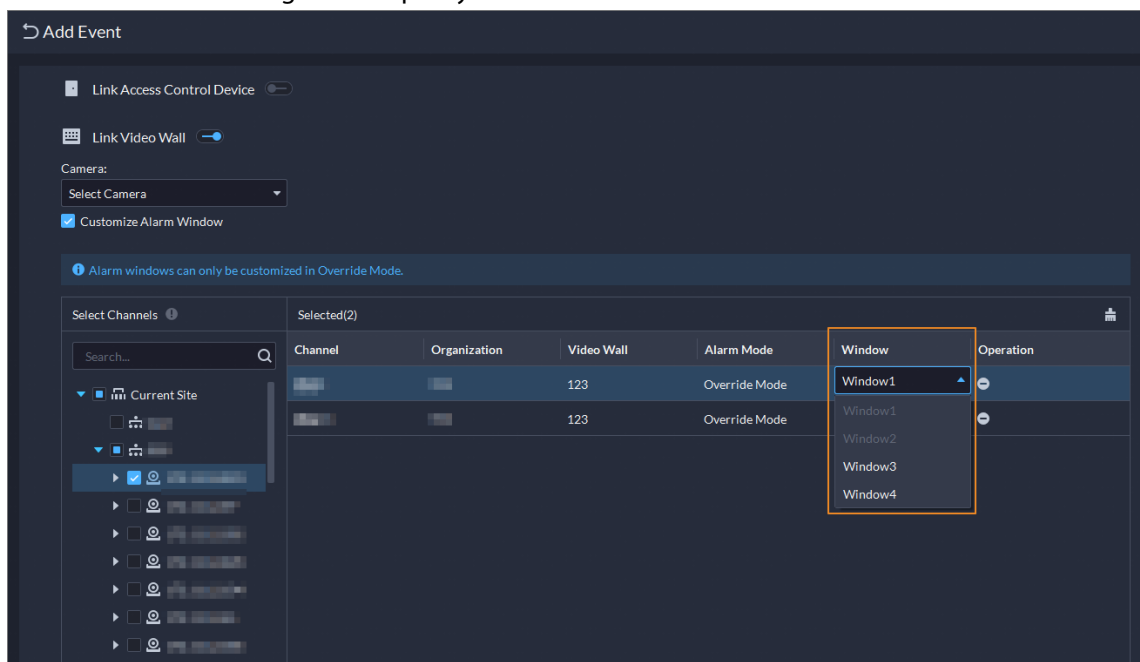 Add Event
Link Access Control Device
Link Video Wall
Camera:
Select Camera
Customize Alarm Window
Alarm windows can only be customized in Override Mode.
Select Channels
Selected(2)
Search...
Channel Organization Video Wall Alarm Mode Window Operation
Current Site
123 Override Mode Window1
123 Override Mode
Window1
Window2
Window3
Window4